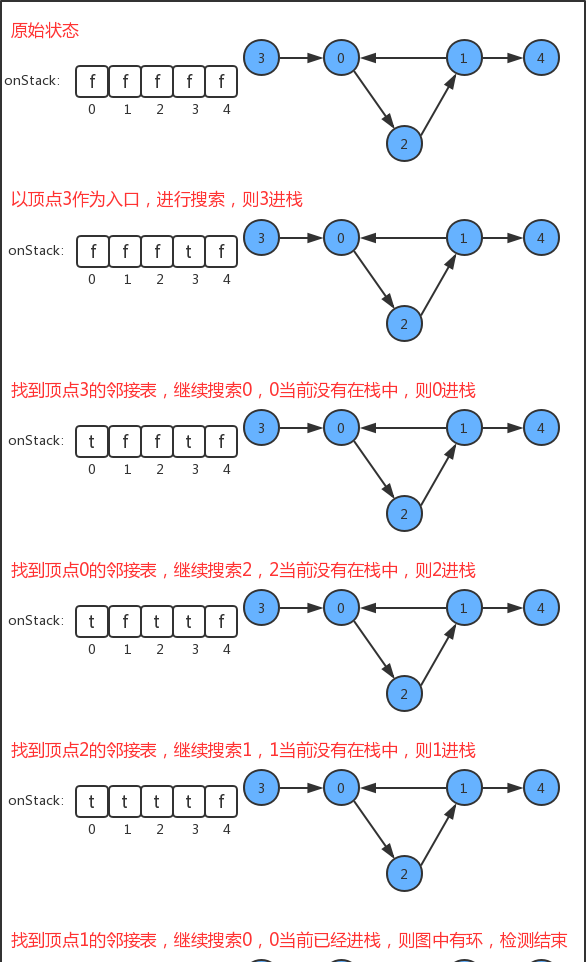 原始状态
3 0 1 4
onStack: f f f f f
0 1 2 3 4
2
以顶点3作为入口，进行搜索，则3进栈
3 0 1 4
onStack: f f f t f
0 1 2 3 4
2
找到顶点3的邻接表，继续搜索0，0当前没有在栈中，则0进栈
3 0 1 4
onStack: t f f t f
0 1 2 3 4
2
找到顶点0的邻接表，继续搜索2，2当前没有在栈中，则2进栈
3 0 1 4
onStack: t f t t f
0 1 2 3 4
2
找到顶点2的邻接表，继续搜索1，1当前没有在栈中，则1进栈
3 0 1 4
onStack: t t t t f
0 1 2 3 4
2
找到顶点1的邻接表，继续搜索0，0当前已经进栈，则图中有环，检测结束